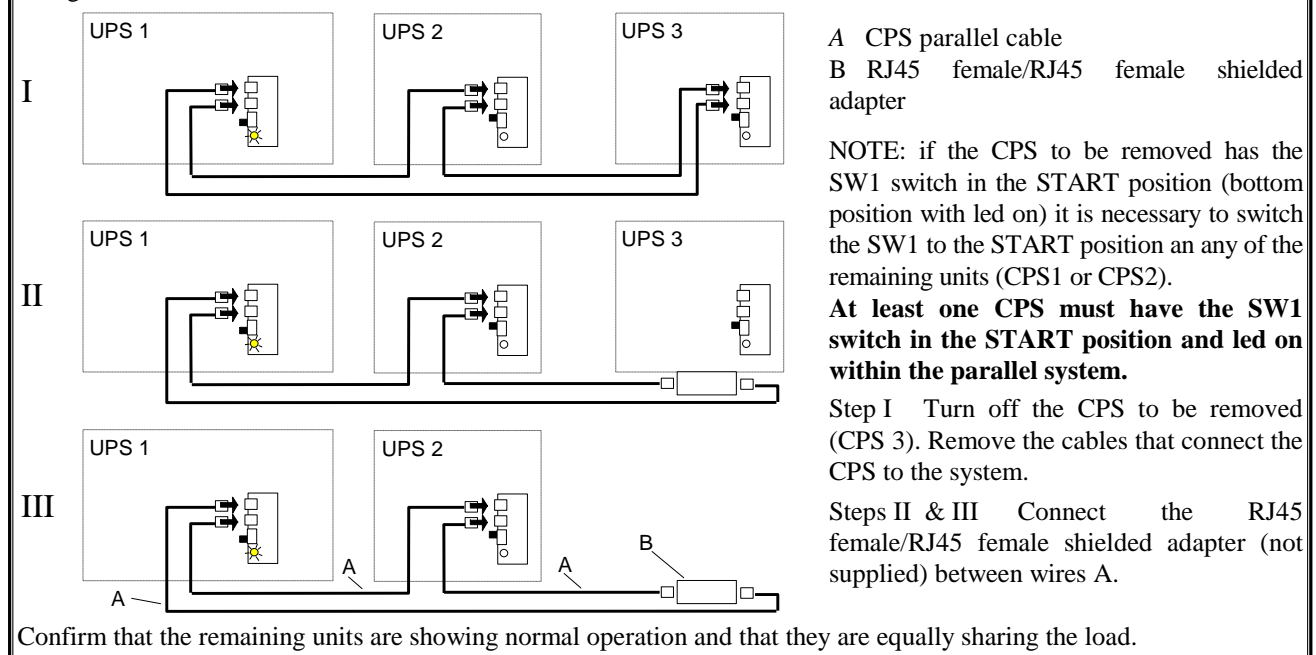 UPS 1 UPS 2 UPS 3
I
UPS 1 UPS 2 UPS 3
II
UPS 1 UPS 2
III
A A A B
A CPS parallel cable
B RJ45 female/RJ45 female shielded
adapter
NOTE: if the CPS to be removed has the
SW1 switch in the START position (bottom
position with led on) it is necessary to switch
the SW1 to the START position an any of the
remaining units (CPS1 or CPS2).
At least one CPS must have the SW1
switch in the START position and led on
within the parallel system.
Step I Turn off the CPS to be removed
(CPS 3). Remove the cables that connect the
CPS to the system.
Steps II & III Connect the RJ45
female/RJ45 female shielded adapter (not
supplied) between wires A.
Confirm that the remaining units are showing normal operation and that they are equally sharing the load.